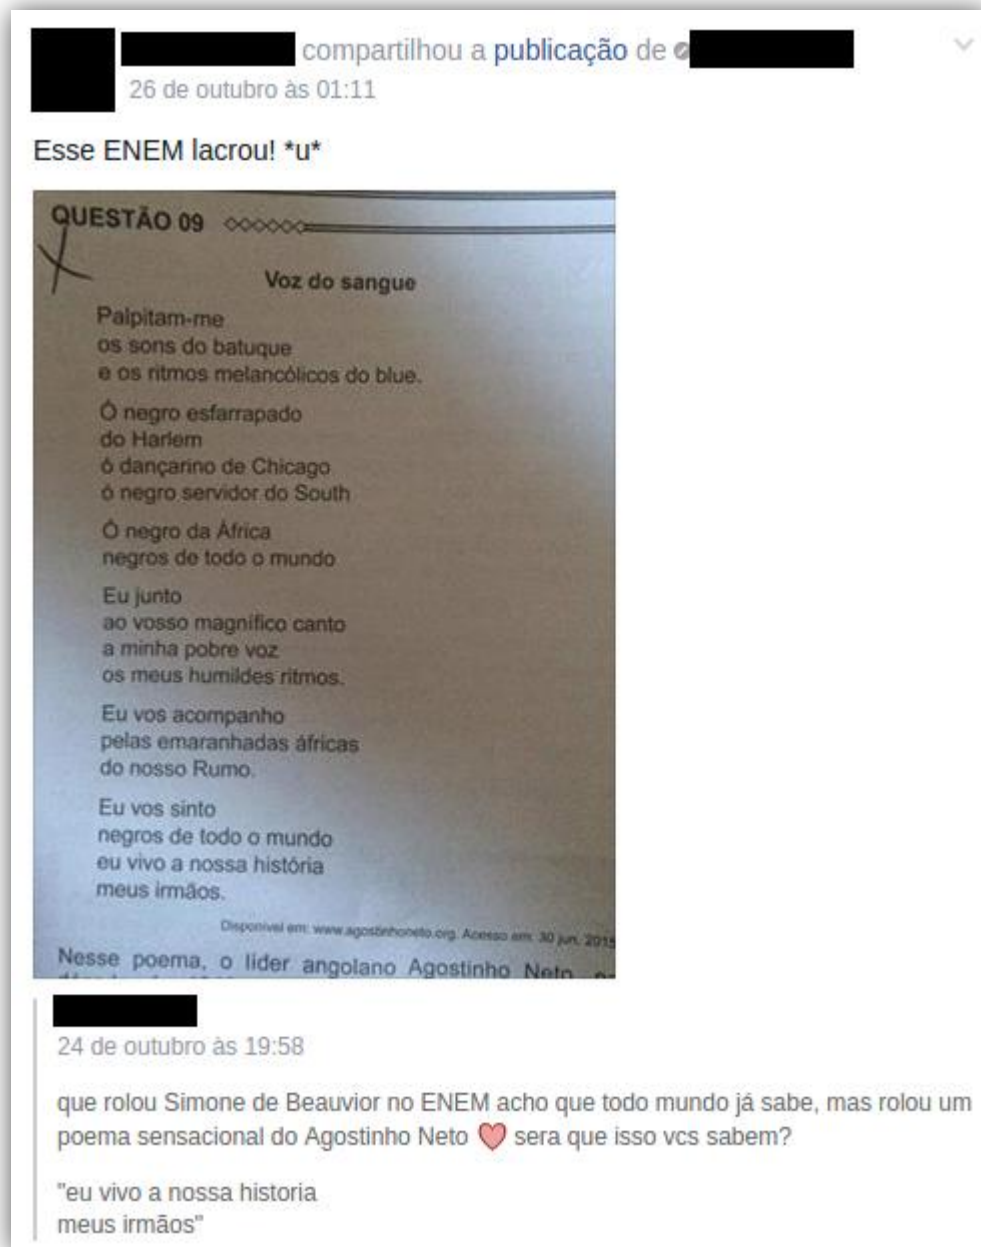 compartilhou a publicação de
26 de outubro às 01:11
Esse ENEM lacrou! *u*
QUESTÃO 09
Voz do sangue
Palpitam-me
os sons do batuque
e os ritmos melancólicos do blue.
Ó negro esfarrapado
do Harlem
ó dançarino de Chicago
ó negro servidor do South
Ó negro da África
negros de todo o mundo
Eu junto
ao vosso magnífico canto
a minha pobre voz
os meus humildes ritmos.
Eu vos acompanho
pelas emaranhadas áfricas
do nosso Rumo.
Eu vos sinto
negros de todo o mundo
eu vivo a nossa história
meus irmãos.
Disponível em: www.agostinhoneto.org. Acesso em: 30 jun. 2015
Nesse poema, o líder angolano Agostinho Neto,
24 de outubro às 19:58
que rolou Simone de Beauvior no ENEM acho que todo mundo já sabe, mas rolou um
poema sensacional do Agostinho Neto ❤ sera que isso vcs sabem?
"eu vivo a nossa historia
meus irmãos"